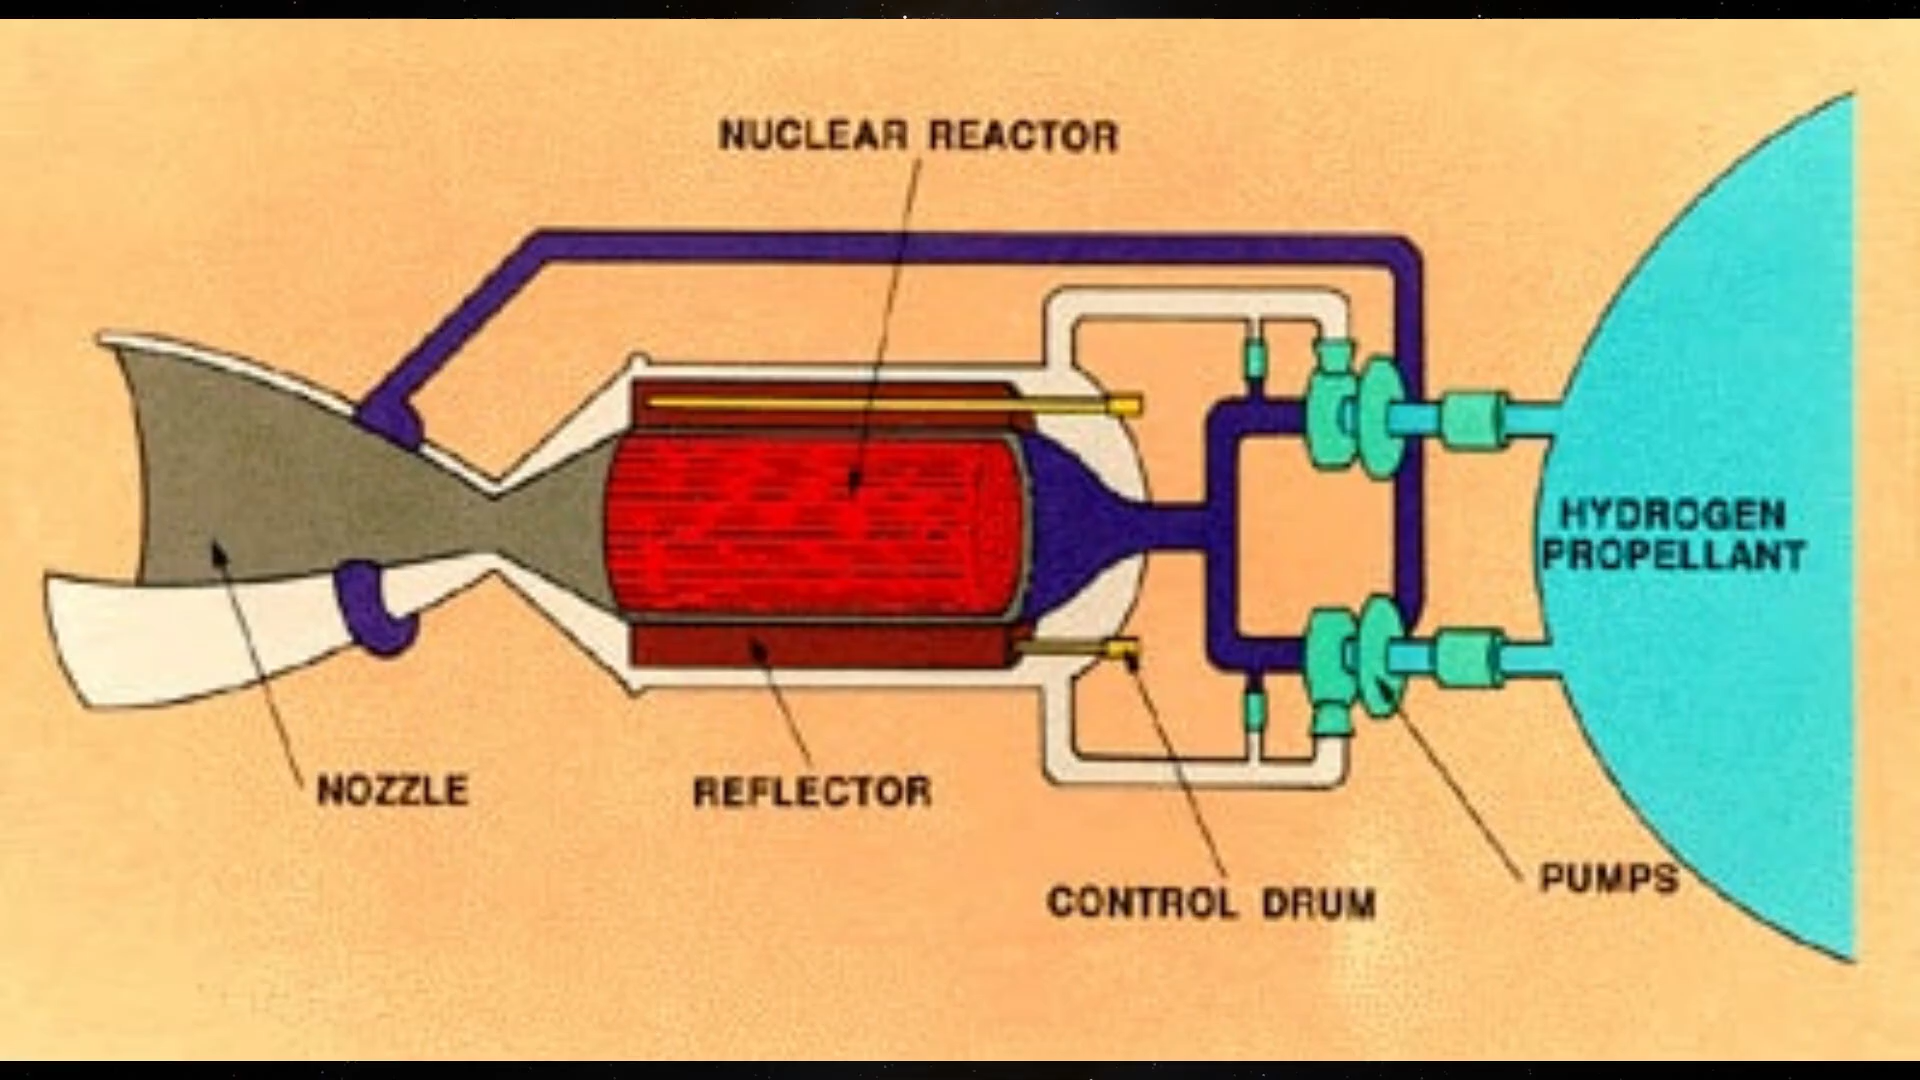 NUCLEAR REACTOR
HYDROGEN
PROPELLANT
NOZZLE
REFLECTOR
CONTROL DRUM
PUMPS